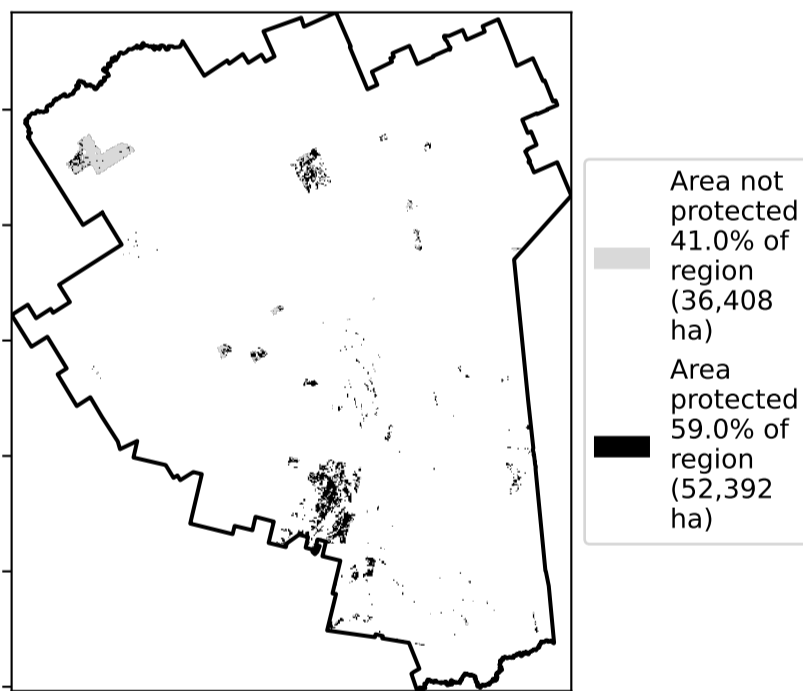 Area not
protected
41.0% of
region
(36,408
ha)
Area
protected
59.0% of
region
(52,392
ha)